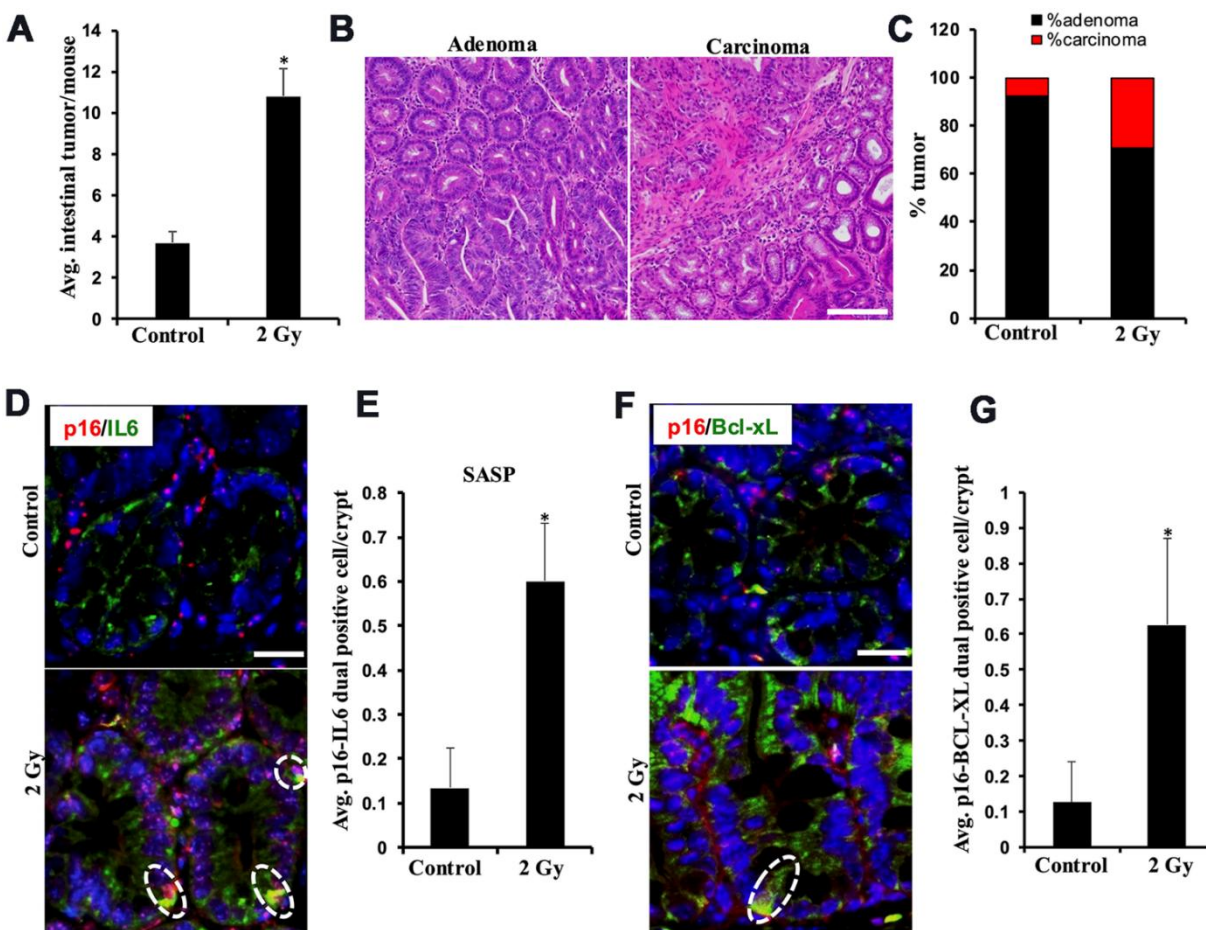 A
Avg. intestinal tumor/mouse
14
12
10
8
6
4
2
0
*
Control
2 Gy
B
Adenoma
Carcinoma
C
%adenoma
%carcinoma
% tumor
120
100
80
60
40
20
0
Control
2 Gy
D
p16/IL6
Control
2 Gy
E
SASP
Avg. p16-IL6 dual positive cell/crypt
0.8
0.7
0.6
0.5
0.4
0.3
0.2
0.1
0
*
Control
2 Gy
F
p16/Bcl-xL
Control
2 Gy
G
Avg. p16-BCL-XL dual positive cell/crypt
1
0.9
0.8
0.7
0.6
0.5
0.4
0.3
0.2
0.1
0
*
Control
2 Gy